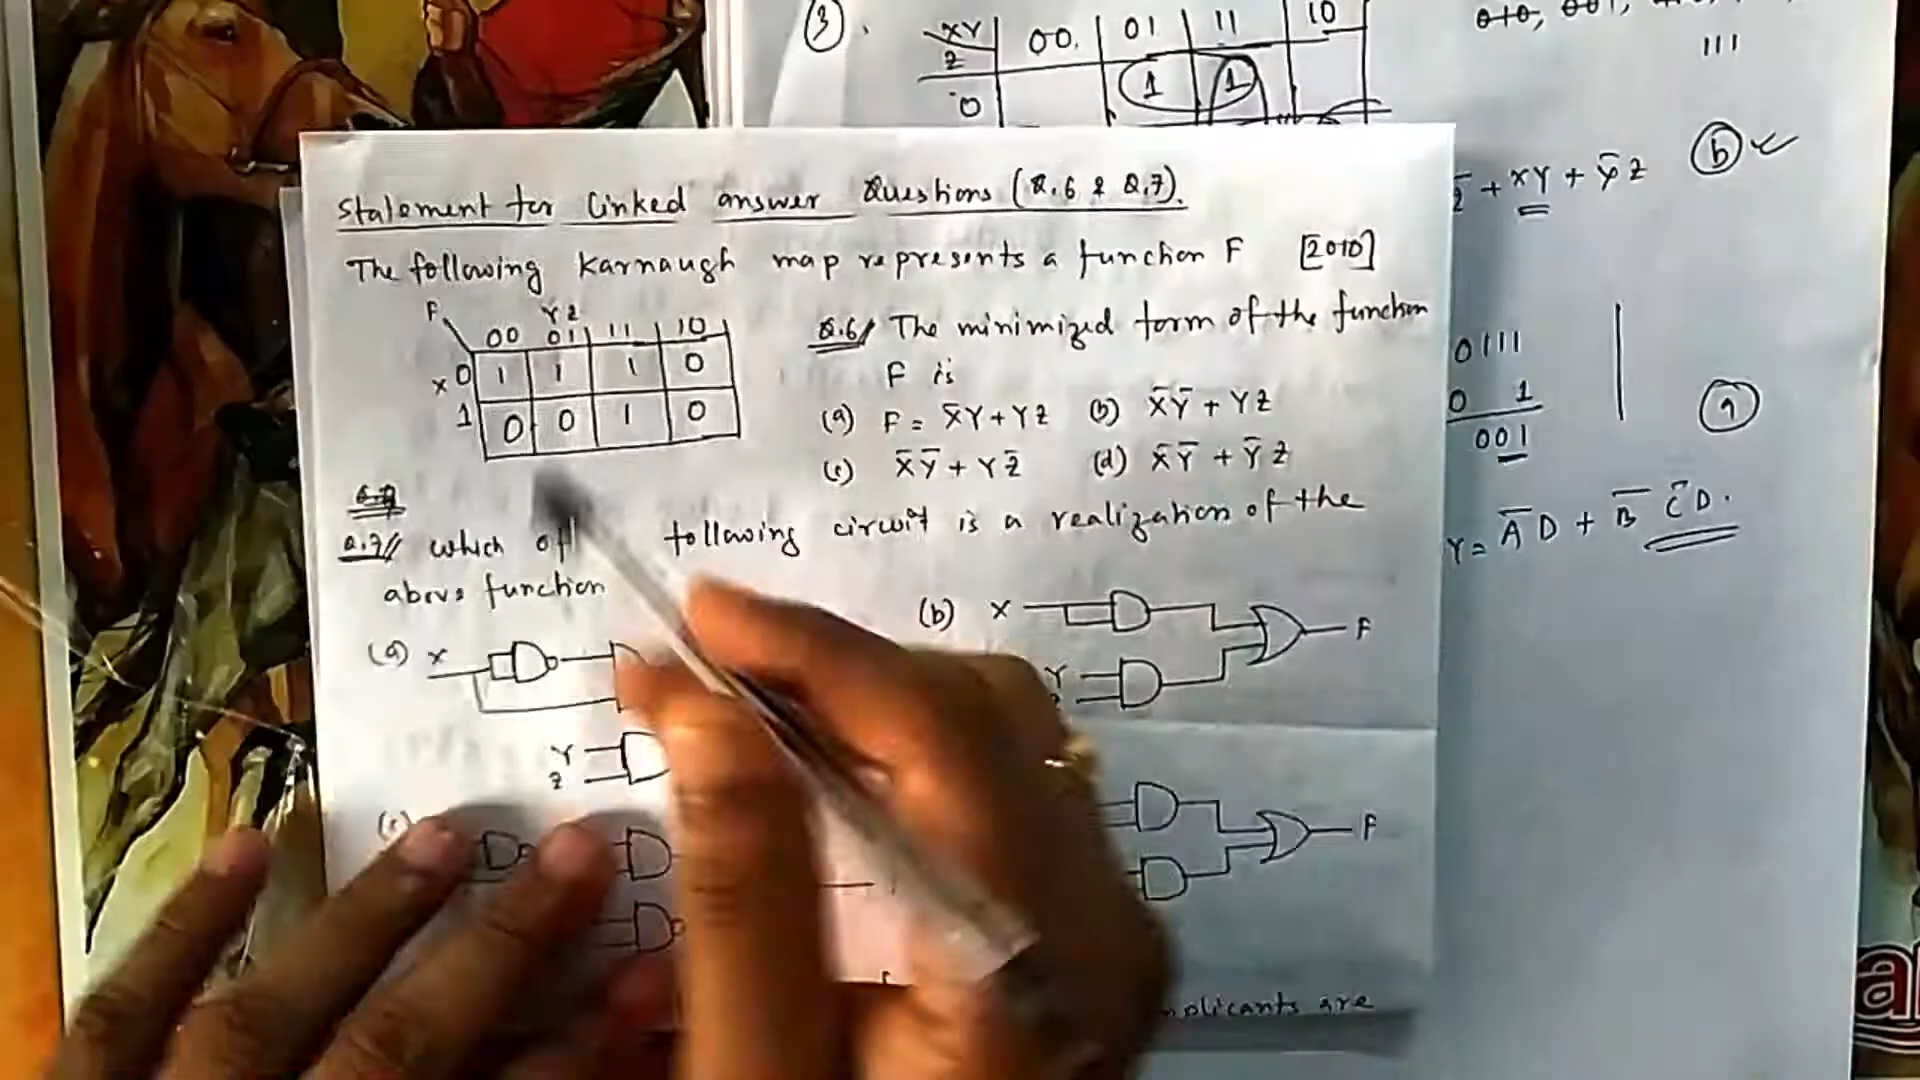 3.
XY 00. 01 11 10
Z
0 1 1
111
+ XY + ȲZ
(b)
Statement for Linked answer Questions (Q.6 & Q.7).
The following Karnaugh map represents a function F [2010]
F YZ
00 01 11 10
X 0 1 1 1 0
1 0 0 1 0
Q.6 The minimized form of the function
F is
(a) F = X̄Y + YZ (b) X̄Ȳ + YZ
(c) X̄Ȳ + YZ̄ (d) X̄Ȳ + ȲZ
Q.7 Which of following circuit is a realization of the
above function
(a) X
Y
Z
(b) X F
Y
(c)
F
implicants are
0111
0 1
001
(9)
Y = ĀD + B̄ C̄D.